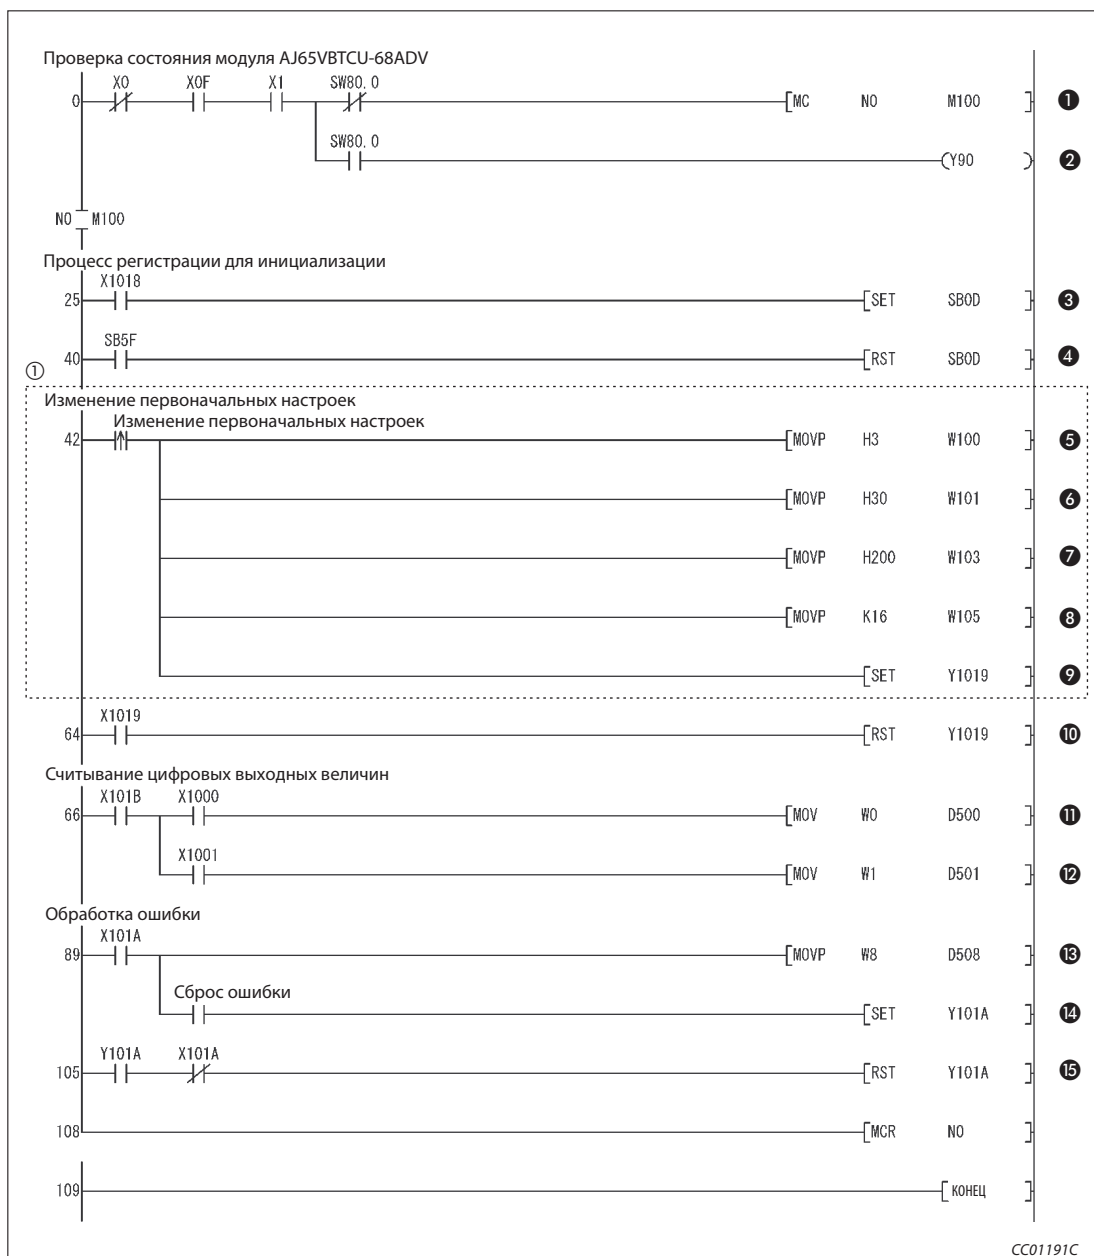 Проверка состояния модуля AJ65VBTCU-68ADV
X0 X0F X1 SW80.0
0 MC N0 M100 ❶
SW80.0
Y90 ❷
N0 M100
Процесс регистрации для инициализации
X1018
25 SET SB0D ❸
SB5F
40 RST SB0D ❹
①
Изменение первоначальных настроек
Изменение первоначальных настроек
42 MOVP H3 W100 ❺
MOVP H30 W101 ❻
MOVP H200 W103 ❼
MOVP K16 W105 ❽
SET Y1019 ❾
X1019
64 RST Y1019 ❿
Считывание цифровых выходных величин
X101B X1000
66 MOV W0 D500 ⓫
X1001
MOV W1 D501 ⓬
Обработка ошибки
X101A
89 MOVP W8 D508 ⓭
Сброс ошибки
SET Y101A ⓮
Y101A X101A
105 RST Y101A ⓯
108 MCR N0
109 КОНЕЦ
CC01191C